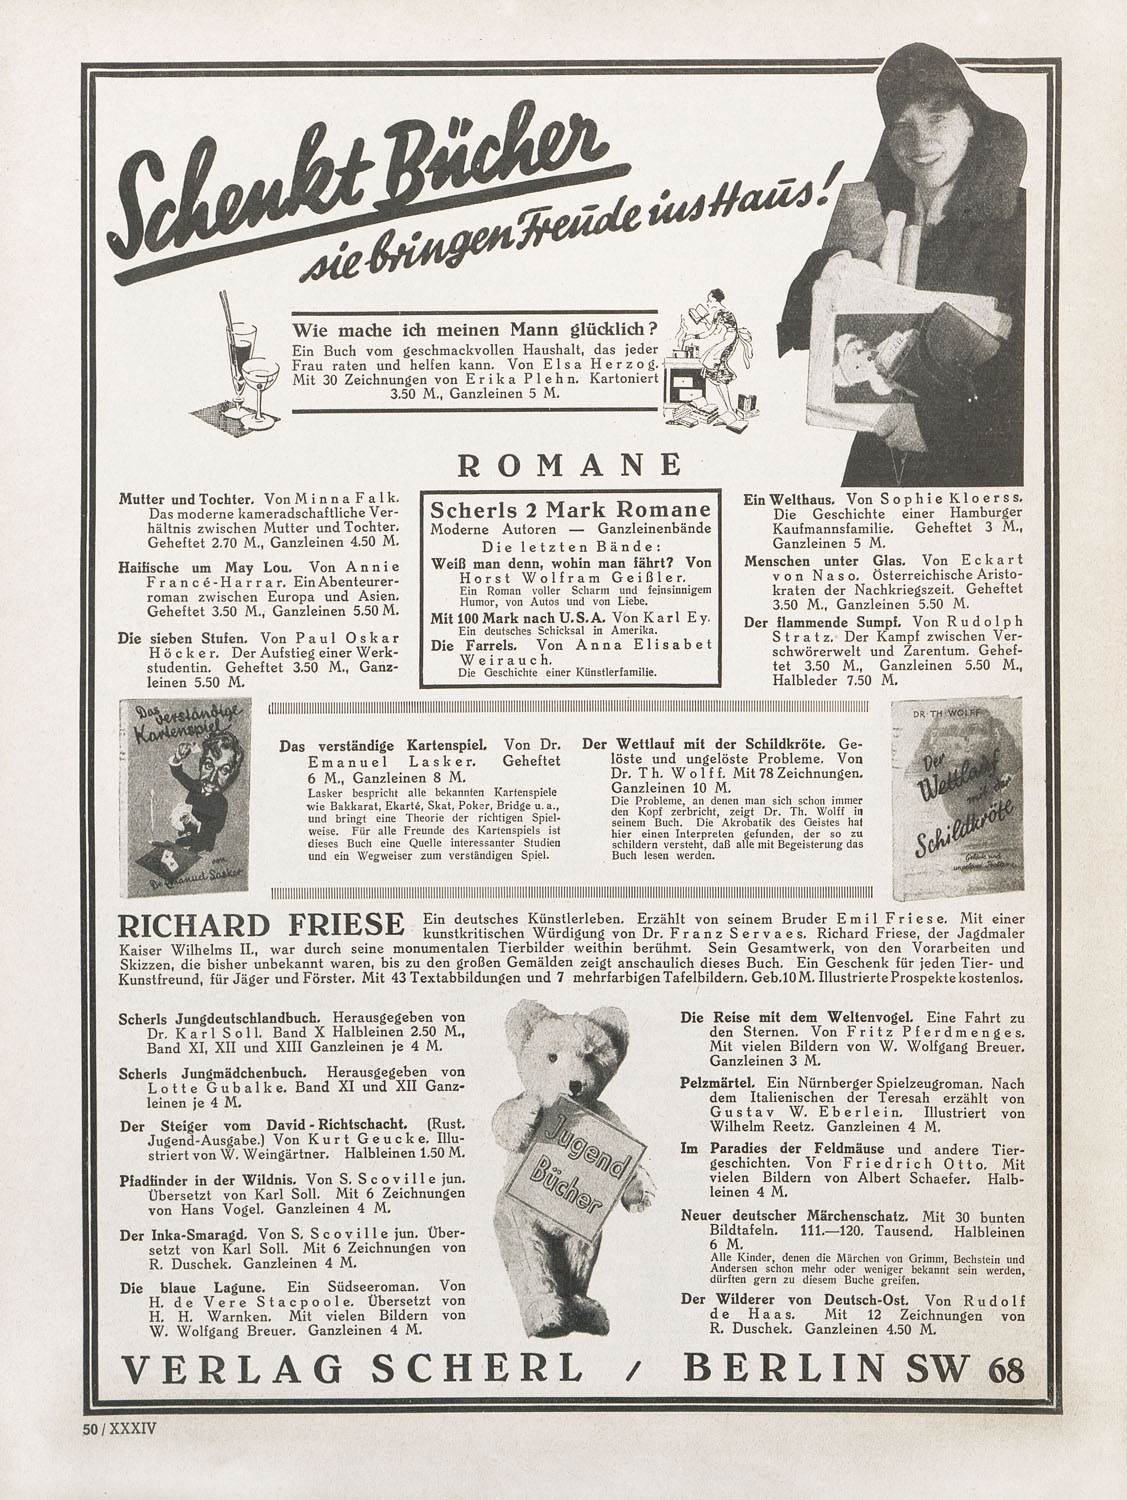 Schenkt Bücher
sie bringen Freude ins Haus!
Wie mache ich meinen Mann glücklich?
Ein Buch vom geschmackvollen Haushalt, das jeder
Frau raten und helfen kann. Von Elsa Herzog.
Mit 30 Zeichnungen von Erika Plehn. Kartoniert
3.50 M., Ganzleinen 5 M.
ROMANE
Mutter und Tochter. Von Minna Falk.
Das moderne kameradschaftliche Ver-
hältnis zwischen Mutter und Tochter.
Geheftet 2.70 M., Ganzleinen 4.50 M.
Haifische um May Lou. Von Annie
Francé-Harrar. Ein Abenteurer-
roman zwischen Europa und Asien.
Geheftet 3.50 M., Ganzleinen 5.50 M.
Die sieben Stufen. Von Paul Oskar
Höcker. Der Aufstieg einer Werk-
studentin. Geheftet 3.50 M., Ganz-
leinen 5.50 M.
Scherls 2 Mark Romane
Moderne Autoren — Ganzleinenbände
Die letzten Bände:
Weiß man denn, wohin man fährt? Von
Horst Wolfram Geißler.
Ein Roman voller Scharm und feinsinnigem
Humor, von Autos und von Liebe.
Mit 100 Mark nach U.S.A. Von Karl Ey.
Ein deutsches Schicksal in Amerika.
Die Farrels. Von Anna Elisabet
Weirauch.
Die Geschichte einer Künstlerfamilie.
Ein Welthaus. Von Sophie Kloerss.
Die Geschichte einer Hamburger
Kaufmannsfamilie. Geheftet 3 M.,
Ganzleinen 5 M.
Menschen unter Glas. Von Eckart
von Naso. Österreichische Aristo-
kraten der Nachkriegszeit. Geheftet
3.50 M., Ganzleinen 5.50 M.
Der flammende Sumpf. Von Rudolph
Stratz. Der Kampf zwischen Ver-
schwörerwelt und Zarentum. Gehef-
tet 3.50 M., Ganzleinen 5.50 M.,
Halbleder 7.50 M.
Das verständige
Kartenspiel
von
Dr. Emanuel Lasker
Das verständige Kartenspiel. Von Dr.
Emanuel Lasker. Geheftet
6 M., Ganzleinen 8 M.
Lasker bespricht alle bekannten Kartenspiele
wie Bakkarat, Ekarté, Skat, Poker, Bridge u. a.,
und bringt eine Theorie der richtigen Spiel-
weise. Für alle Freunde des Kartenspiels ist
dieses Buch eine Quelle interessanter Studien
und ein Wegweiser zum verständigen Spiel.
Der Wettlauf mit der Schildkröte. Ge-
löste und ungelöste Probleme. Von
Dr. Th. Wolff. Mit 78 Zeichnungen.
Ganzleinen 10 M.
Die Probleme, an denen man sich schon immer
den Kopf zerbricht, zeigt Dr. Th. Wolff in
seinem Buch. Die Akrobatik des Geistes hat
hier einen Interpreten gefunden, der so zu
schildern versteht, daß alle mit Begeisterung das
Buch lesen werden.
DR. TH. WOLFF
Der
Wettlauf
mit der
Schildkröte
Gelöste und
ungelöste Probleme
RICHARD FRIESE Ein deutsches Künstlerleben. Erzählt von seinem Bruder Emil Friese. Mit einer
kunstkritischen Würdigung von Dr. Franz Servaes. Richard Friese, der Jagdmaler
Kaiser Wilhelms II., war durch seine monumentalen Tierbilder weithin berühmt. Sein Gesamtwerk, von den Vorarbeiten und
Skizzen, die bisher unbekannt waren, bis zu den großen Gemälden zeigt anschaulich dieses Buch. Ein Geschenk für jeden Tier- und
Kunstfreund, für Jäger und Förster. Mit 43 Textabbildungen und 7 mehrfarbigen Tafelbildern. Geb. 10 M. Illustrierte Prospekte kostenlos.
Scherls Jungdeutschlandbuch. Herausgegeben von
Dr. Karl Soll. Band X Halbleinen 2.50 M.,
Band XI, XII und XIII Ganzleinen je 4 M.
Scherls Jungmädchenbuch. Herausgegeben von
Lotte Gubalke. Band XI und XII Ganz-
leinen je 4 M.
Der Steiger vom David-Richtschacht. (Rust.
Jugend-Ausgabe.) Von Kurt Geucke. Illu-
striert von W. Weingärtner. Halbleinen 1.50 M.
Pfadfinder in der Wildnis. Von S. Scoville jun.
Übersetzt von Karl Soll. Mit 6 Zeichnungen
von Hans Vogel. Ganzleinen 4 M.
Der Inka-Smaragd. Von S. Scoville jun. Über-
setzt von Karl Soll. Mit 6 Zeichnungen von
R. Duschek. Ganzleinen 4 M.
Die blaue Lagune. Ein Südseeroman. Von
H. de Vere Stacpoole. Übersetzt von
H. H. Warnken. Mit vielen Bildern von
W. Wolfgang Breuer. Ganzleinen 4 M.
Jugend
Bücher
Die Reise mit dem Weltenvogel. Eine Fahrt zu
den Sternen. Von Fritz Pferdmenges.
Mit vielen Bildern von W. Wolfgang Breuer.
Ganzleinen 3 M.
Pelzmärtel. Ein Nürnberger Spielzeugroman. Nach
dem Italienischen der Teresah erzählt von
Gustav W. Eberlein. Illustriert von
Wilhelm Reetz. Ganzleinen 4 M.
Im Paradies der Feldmäuse und andere Tier-
geschichten. Von Friedrich Otto. Mit
vielen Bildern von Albert Schaefer. Halb-
leinen 4 M.
Neuer deutscher Märchenschatz. Mit 30 bunten
Bildtafeln. 111.—120. Tausend. Halbleinen
6 M.
Alle Kinder, denen die Märchen von Grimm, Bechstein und
Andersen schon mehr oder weniger bekannt sein werden,
dürften gern zu diesem Buche greifen.
Der Wilderer von Deutsch-Ost. Von Rudolf
de Haas. Mit 12 Zeichnungen von
R. Duschek. Ganzleinen 4.50 M.
VERLAG SCHERL / BERLIN SW 68
50 / XXXIV